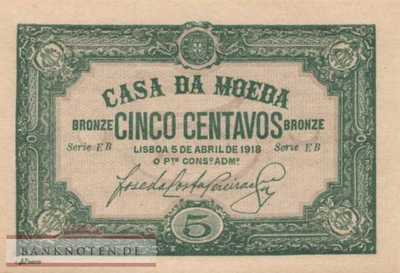 CASA DA MOEDA
BRONZE CINCO CENTAVOS BRONZE
Serie EB LISBOA 5 DE ABRIL DE 1918 Serie EB
O PTE CONSO ADMO
5
BANKNOTEN.DE